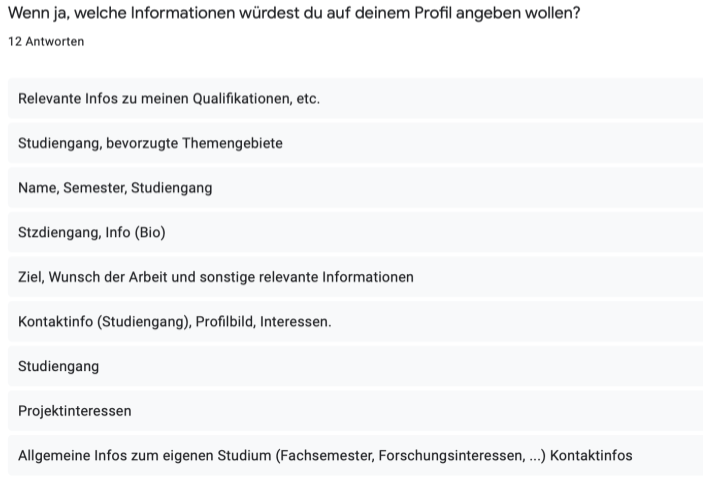 Wenn ja, welche Informationen würdest du auf deinem Profil angeben wollen?
12 Antworten
Relevante Infos zu meinen Qualifikationen, etc.
Studiengang, bevorzugte Themengebiete
Name, Semester, Studiengang
Stzdiengang, Info (Bio)
Ziel, Wunsch der Arbeit und sonstige relevante Informationen
Kontaktinfo (Studiengang), Profilbild, Interessen.
Studiengang
Projektinteressen
Allgemeine Infos zum eigenen Studium (Fachsemester, Forschungsinteressen, ...) Kontaktinfos